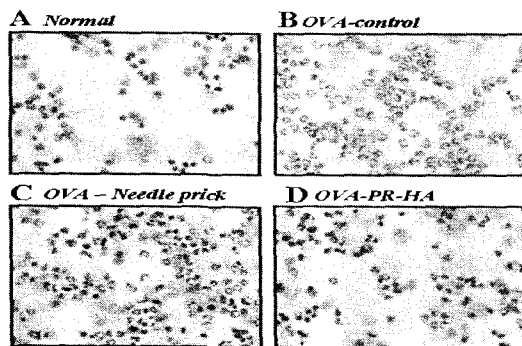 A Normal
B OVA-control
C OVA – Needle prick
D OVA-PR-HA